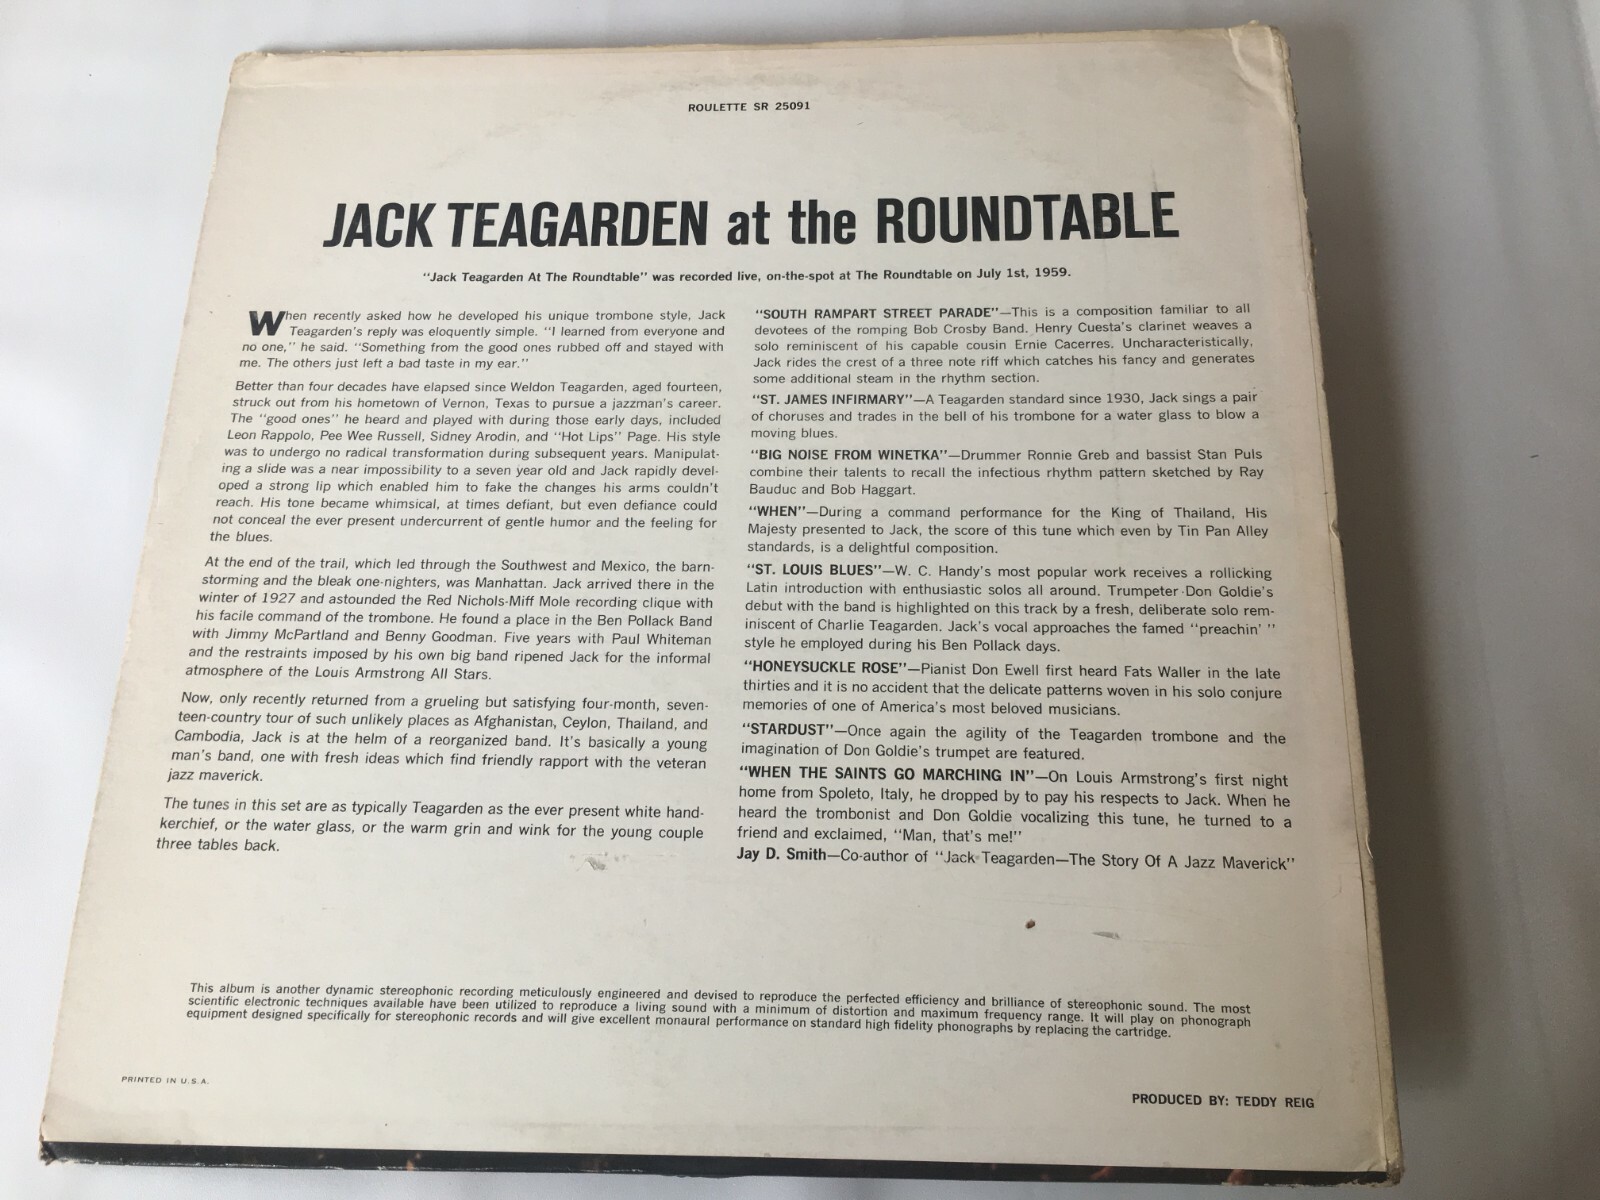 ROULETTE SR 25091
JACK TEAGARDEN at the ROUNDTABLE
"Jack Teagarden At The Roundtable" was recorded live, on-the-spot at The Roundtable on July 1st, 1959.
When recently asked how he developed his unique trombone style, Jack
Teagarden's reply was eloquently simple. "I learned from everyone and
no one," he said. "Something from the good ones rubbed off and stayed with
me. The others just left a bad taste in my ear."
Better than four decades have elapsed since Weldon Teagarden, aged fourteen,
struck out from his hometown of Vernon, Texas to pursue a jazzman's career.
The "good ones" he heard and played with during those early days, included
Leon Rappolo, Pee Wee Russell, Sidney Arodin, and "Hot Lips" Page. His style
was to undergo no radical transformation during subsequent years. Manipulat-
ing a slide was a near impossibility to a seven year old and Jack rapidly devel-
oped a strong lip which enabled him to fake the changes his arms couldn't
reach. His tone became whimsical, at times defiant, but even defiance could
not conceal the ever present undercurrent of gentle humor and the feeling for
the blues.
At the end of the trail, which led through the Southwest and Mexico, the barn-
storming and the bleak one-nighters, was Manhattan. Jack arrived there in the
winter of 1927 and astounded the Red Nichols-Miff Mole recording clique with
his facile command of the trombone. He found a place in the Ben Pollack Band
with Jimmy McPartland and Benny Goodman. Five years with Paul Whiteman
and the restraints imposed by his own big band ripened Jack for the informal
atmosphere of the Louis Armstrong All Stars.
Now, only recently returned from a grueling but satisfying four-month, seven-
teen-country tour of such unlikely places as Afghanistan, Ceylon, Thailand, and
Cambodia, Jack is at the helm of a reorganized band. It's basically a young
man's band, one with fresh ideas which find friendly rapport with the veteran
jazz maverick.
The tunes in this set are as typically Teagarden as the ever present white hand-
kerchief, or the water glass, or the warm grin and wink for the young couple
three tables back.
"SOUTH RAMPART STREET PARADE"—This is a composition familiar to all
devotees of the romping Bob Crosby Band. Henry Cuesta's clarinet weaves a
solo reminiscent of his capable cousin Ernie Cacerres. Uncharacteristically,
Jack rides the crest of a three note riff which catches his fancy and generates
some additional steam in the rhythm section.
"ST. JAMES INFIRMARY"—A Teagarden standard since 1930, Jack sings a pair
of choruses and trades in the bell of his trombone for a water glass to blow a
moving blues.
"BIG NOISE FROM WINETKA"—Drummer Ronnie Greb and bassist Stan Puls
combine their talents to recall the infectious rhythm pattern sketched by Ray
Bauduc and Bob Haggart.
"WHEN"—During a command performance for the King of Thailand, His
Majesty presented to Jack, the score of this tune which even by Tin Pan Alley
standards, is a delightful composition.
"ST. LOUIS BLUES"—W. C. Handy's most popular work receives a rollicking
Latin introduction with enthusiastic solos all around. Trumpeter Don Goldie's
debut with the band is highlighted on this track by a fresh, deliberate solo rem-
iniscent of Charlie Teagarden. Jack's vocal approaches the famed "preachin' "
style he employed during his Ben Pollack days.
"HONEYSUCKLE ROSE"—Pianist Don Ewell first heard Fats Waller in the late
thirties and it is no accident that the delicate patterns woven in his solo conjure
memories of one of America's most beloved musicians.
"STARDUST"—Once again the agility of the Teagarden trombone and the
imagination of Don Goldie's trumpet are featured.
"WHEN THE SAINTS GO MARCHING IN"—On Louis Armstrong's first night
home from Spoleto, Italy, he dropped by to pay his respects to Jack. When he
heard the trombonist and Don Goldie vocalizing this tune, he turned to a
friend and exclaimed, "Man, that's me!"
Jay D. Smith—Co-author of "Jack Teagarden—The Story Of A Jazz Maverick"
This album is another dynamic stereophonic recording meticulously engineered and devised to reproduce the perfected efficiency and brilliance of stereophonic sound. The most
scientific electronic techniques available have been utilized to reproduce a living sound with a minimum of distortion and maximum frequency range. It will play on phonograph
equipment designed specifically for stereophonic records and will give excellent monaural performance on standard high fidelity phonographs by replacing the cartridge.
PRINTED IN U.S.A.
PRODUCED BY: TEDDY REIG